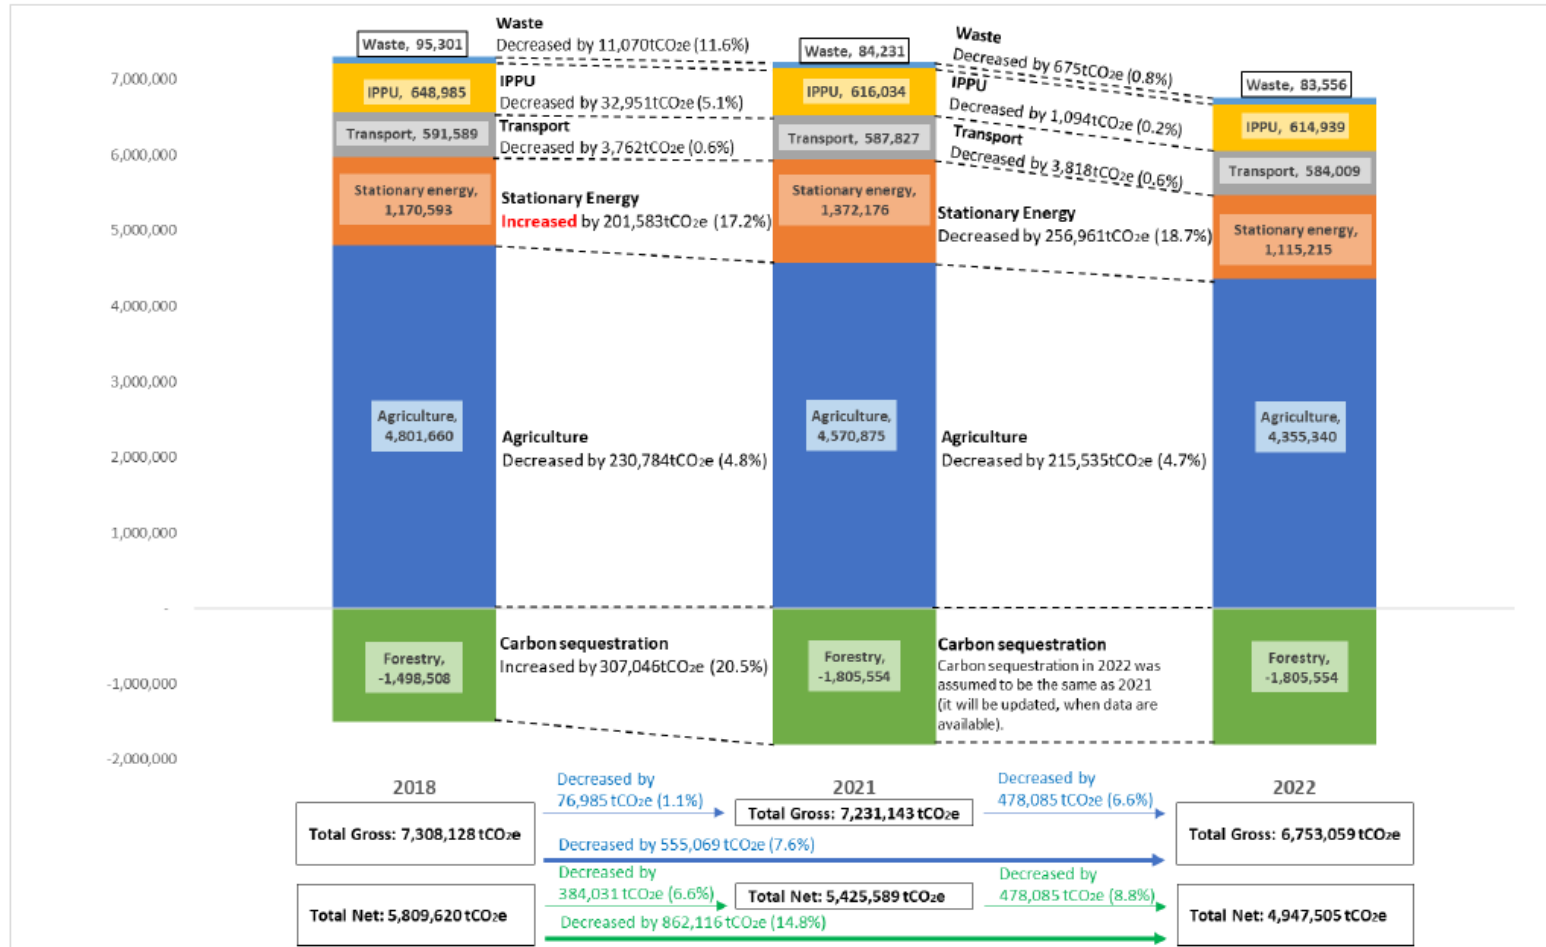 Waste, 95,301
Waste
Decreased by 11,070tCO2e (11.6%)
Waste, 84,231
Waste
Decreased by 675tCO2e (0.8%)
Waste, 83,556
7,000,000
IPPU, 648,985
IPPU
Decreased by 32,951tCO2e (5.1%)
IPPU, 616,034
IPPU
Decreased by 1,094tCO2e (0.2%)
IPPU, 614,939
Transport, 591,589
Transport
Decreased by 3,762tCO2e (0.6%)
Transport, 587,827
Transport
Decreased by 3,818tCO2e (0.6%)
Transport, 584,009
6,000,000
Stationary energy,
1,170,593
Stationary Energy
Increased by 201,583tCO2e (17.2%)
Stationary energy,
1,372,176
Stationary Energy
Decreased by 256,961tCO2e (18.7%)
Stationary energy,
1,115,215
5,000,000
4,000,000
3,000,000
Agriculture,
4,801,660
Agriculture
Decreased by 230,784tCO2e (4.8%)
Agriculture,
4,570,875
Agriculture
Decreased by 215,535tCO2e (4.7%)
Agriculture,
4,355,340
2,000,000
1,000,000
-
Forestry,
-1,498,508
Carbon sequestration
Increased by 307,046tCO2e (20.5%)
Forestry,
-1,805,554
Carbon sequestration
Carbon sequestration in 2022 was
assumed to be the same as 2021
(it will be updated, when data are
available).
Forestry,
-1,805,554
-1,000,000
-2,000,000
2018
Decreased by
76,985 tCO2e (1.1%)
2021
Decreased by
478,085 tCO2e (6.6%)
2022
Total Gross: 7,308,128 tCO2e
Total Gross: 7,231,143 tCO2e
Total Gross: 6,753,059 tCO2e
Decreased by 555,069 tCO2e (7.6%)
Decreased by
384,031 tCO2e (6.6%)
Decreased by
478,085 tCO2e (8.8%)
Total Net: 5,809,620 tCO2e
Total Net: 5,425,589 tCO2e
Total Net: 4,947,505 tCO2e
Decreased by 862,116 tCO2e (14.8%)